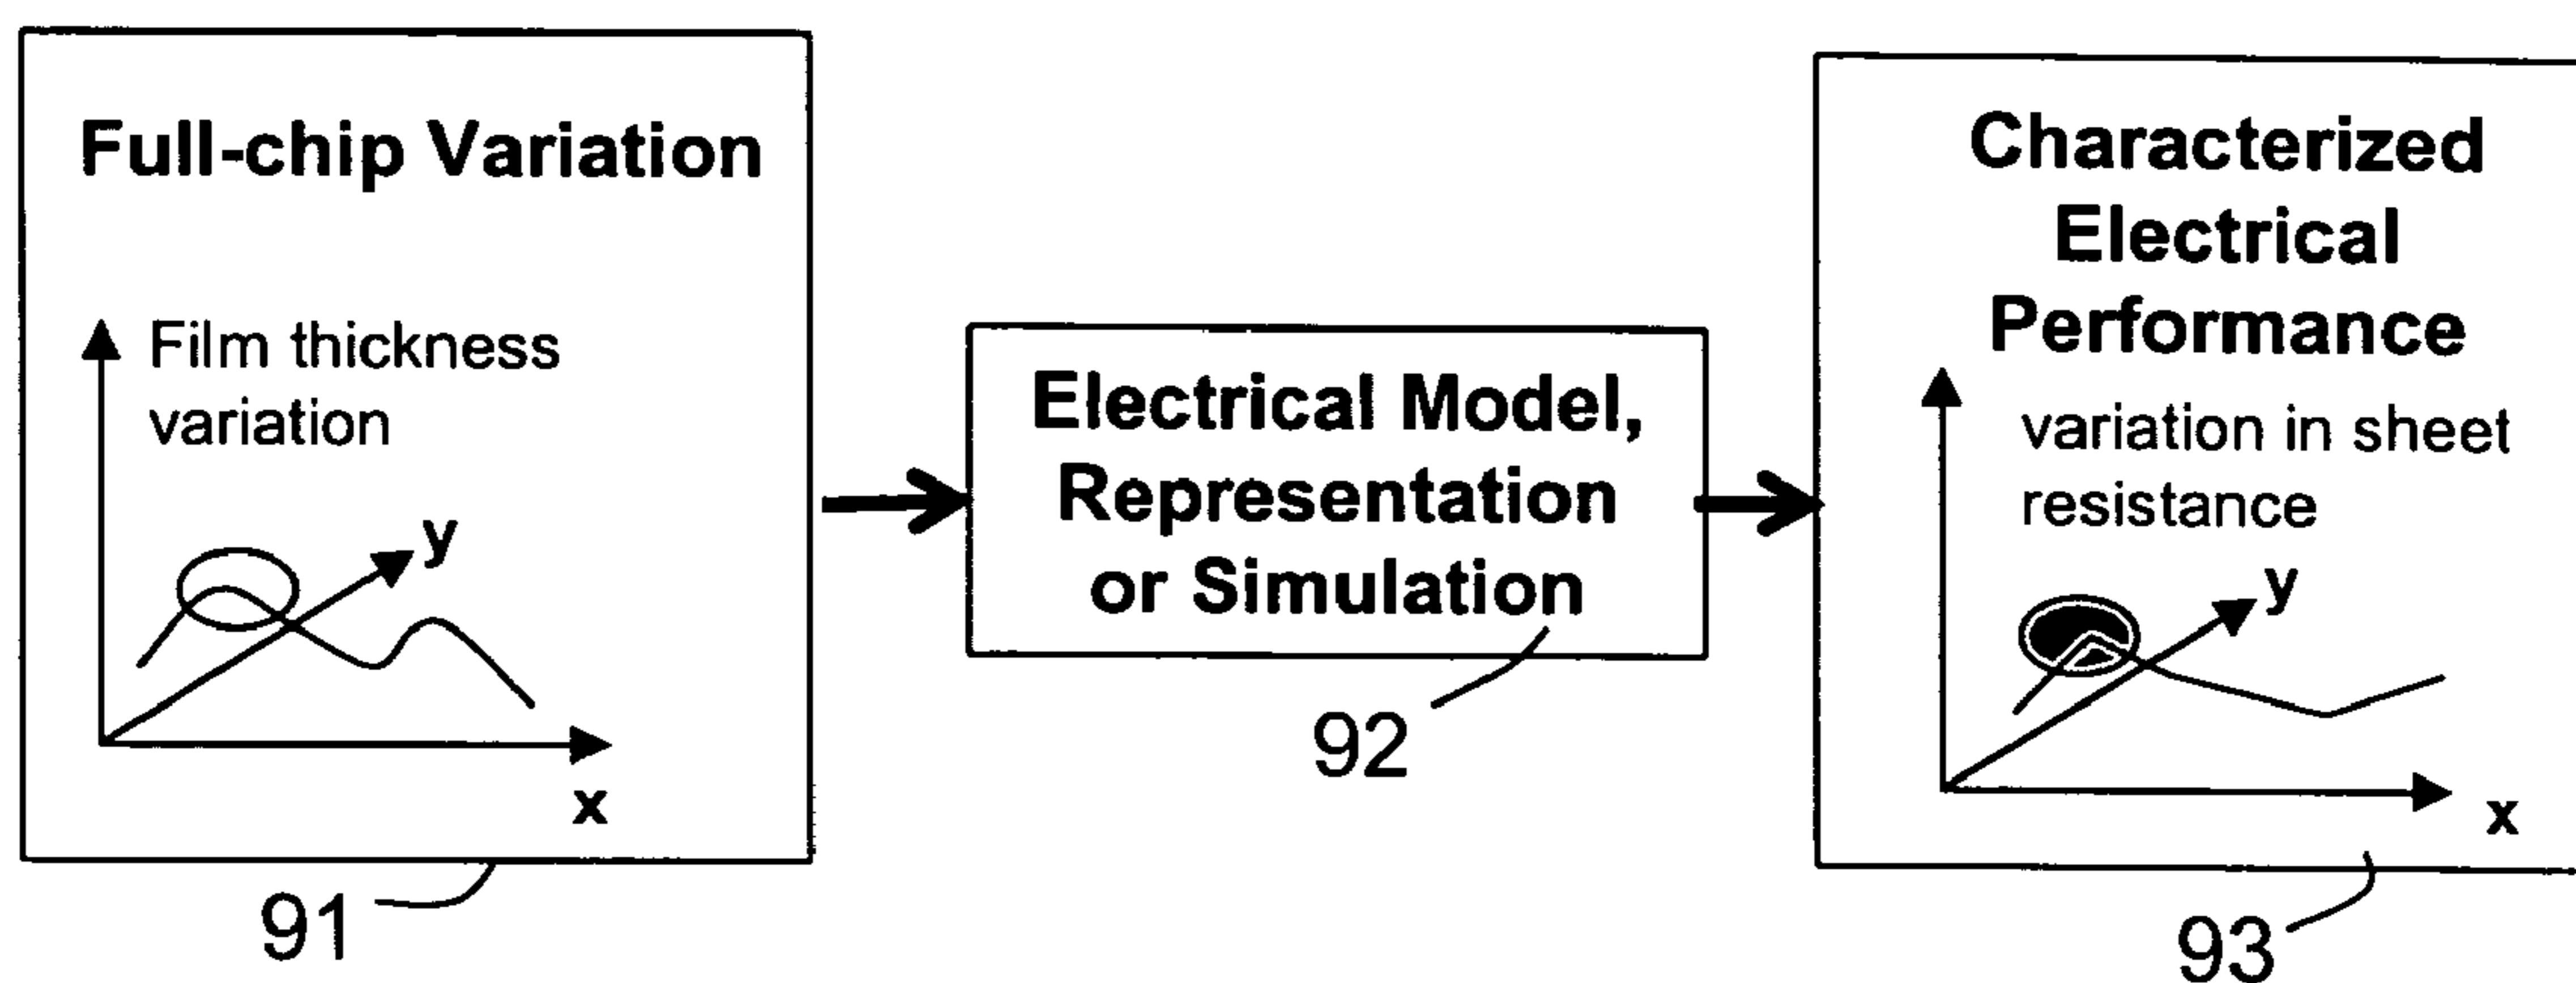 Full-chip Variation
Film thickness
variation
y
x
91
Electrical Model,
Representation
or Simulation
92
Characterized
Electrical
Performance
variation in sheet
resistance
y
x
93